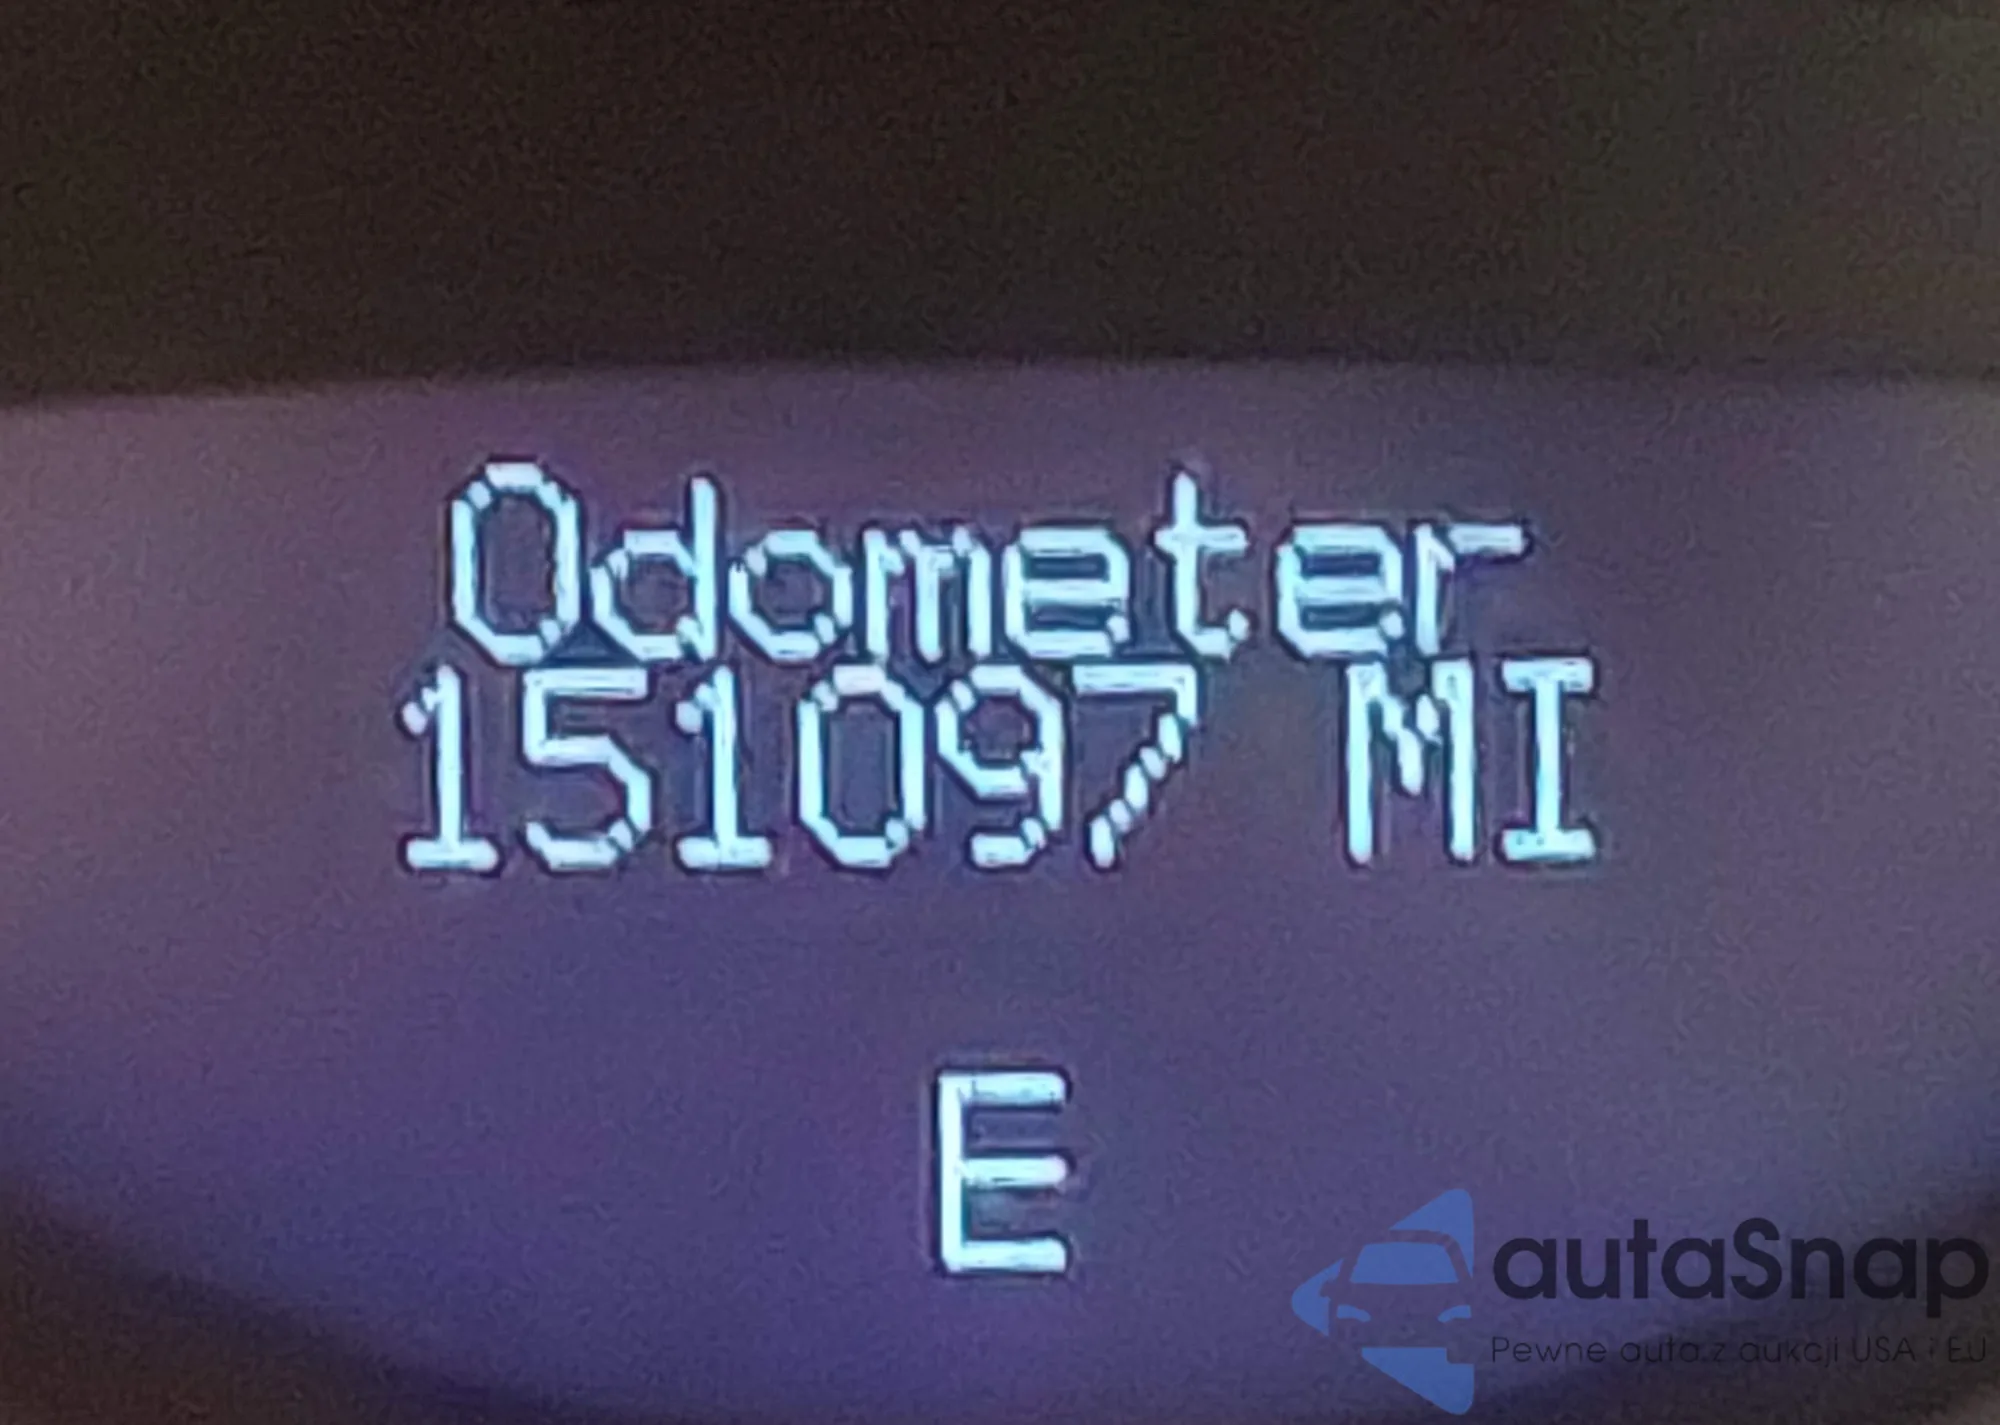 Odometer
151097 MI
E
autaSnap
Pewne auta z aukcji USA i EU